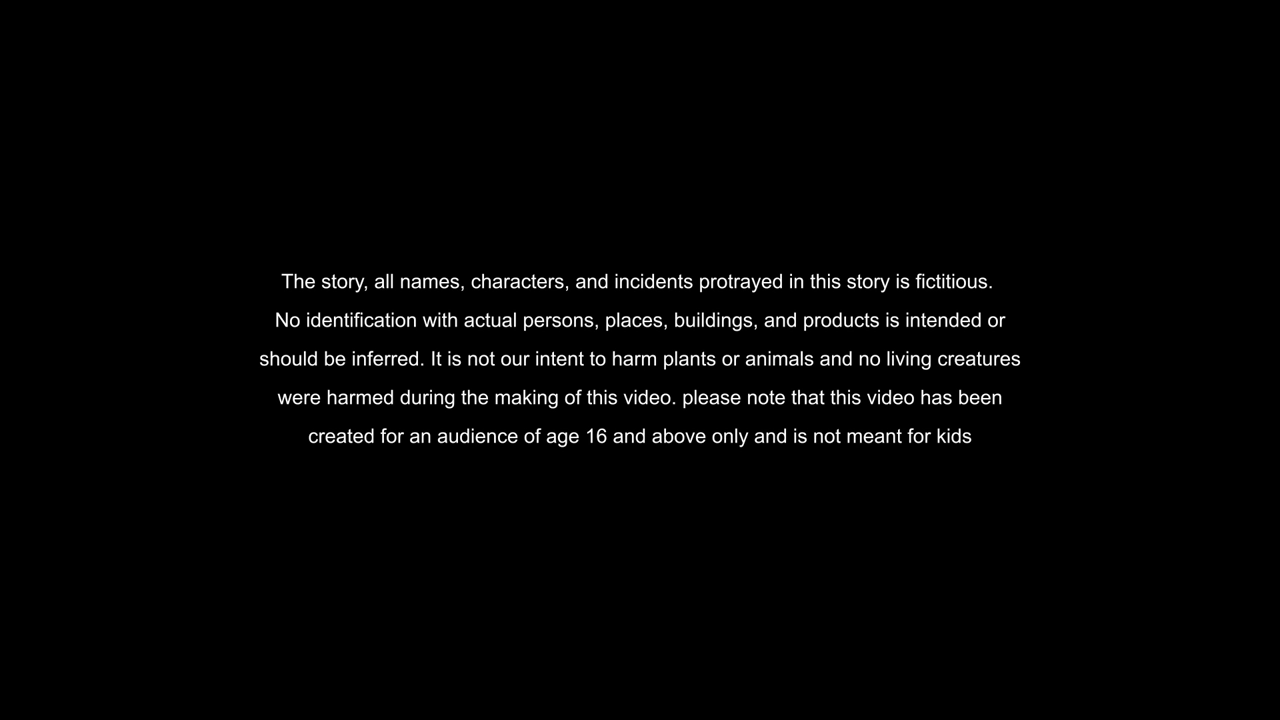 The story, all names, characters, and incidents protrayed in this story is fictitious.
No identification with actual persons, places, buildings, and products is intended or
should be inferred. It is not our intent to harm plants or animals and no living creatures
were harmed during the making of this video. please note that this video has been
created for an audience of age 16 and above only and is not meant for kids